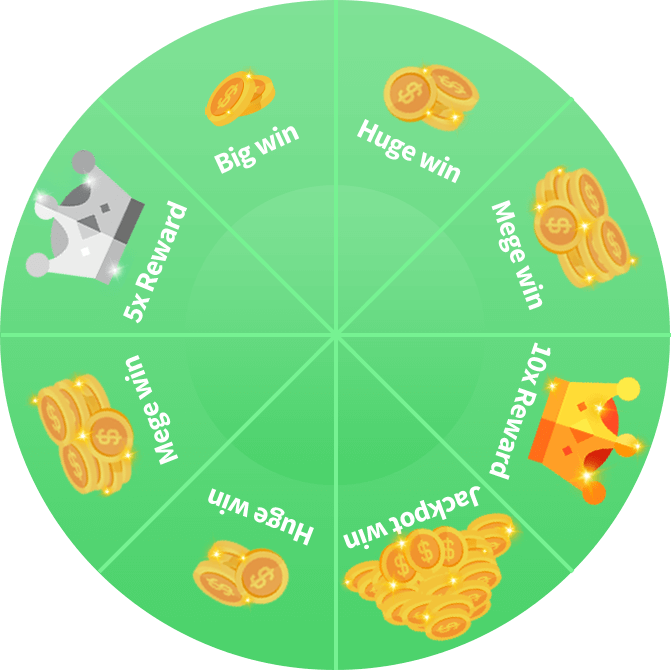 Huge win
Mege win
10x Reward
Jackpot win
Huge win
Mege win
5x Reward
Big win